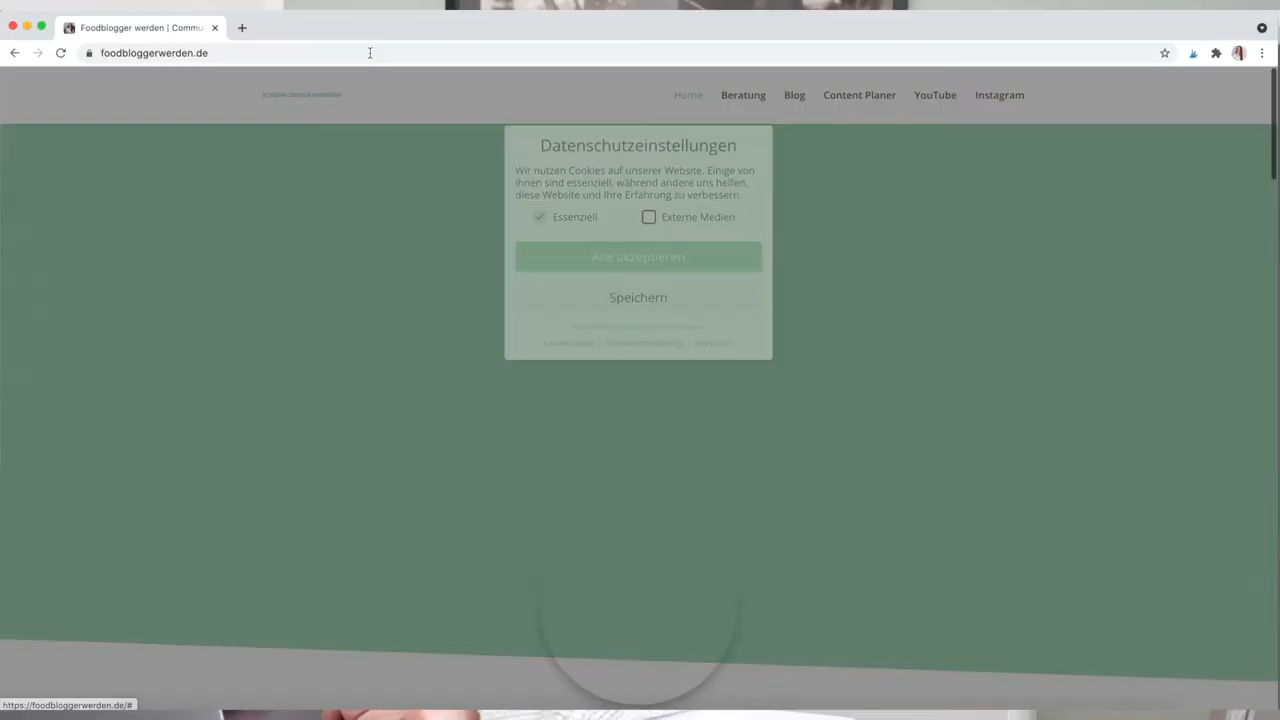 Foodblogger werden | Commu
foodbloggerwerden.de
FOODBLOGGER WERDEN
Home Beratung Blog Content Planer YouTube Instagram
Datenschutzeinstellungen
Wir nutzen Cookies auf unserer Website. Einige von
ihnen sind essenziell, während andere uns helfen,
diese Website und Ihre Erfahrung zu verbessern.
Essenziell Externe Medien
Alle akzeptieren
Speichern
https://foodbloggerwerden.de/#